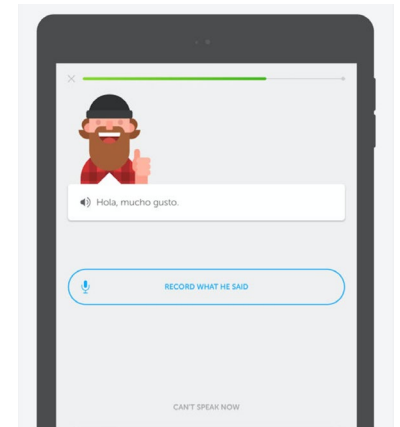 Hola, mucho gusto.
RECORD WHAT HE SAID
CAN'T SPEAK NOW